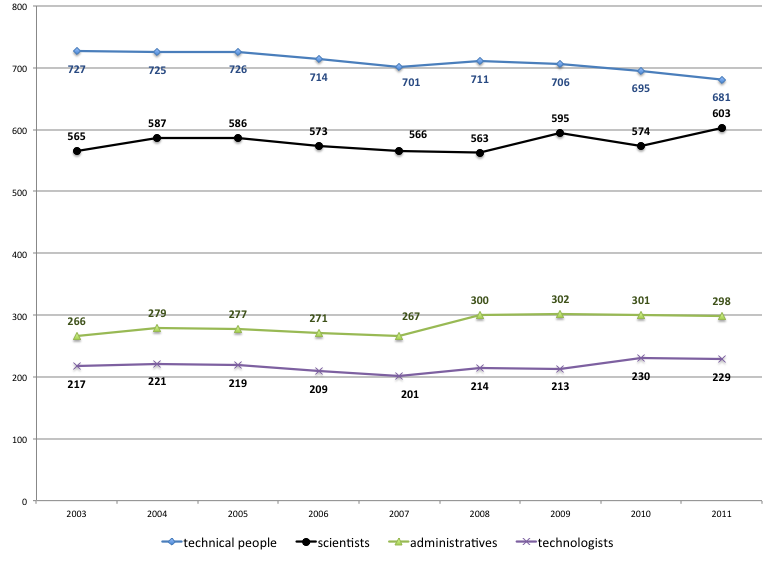 800
727 725 726 714 701 711 706 695 681
700
603
565 587 586 573 566 563 595 574
600
500
400
266 279 277 271 267 300 302 301 298
300
217 221 219 209 201 214 213 230 229
200
100
0
2003 2004 2005 2006 2007 2008 2009 2010 2011
technical people scientists administratives technologists